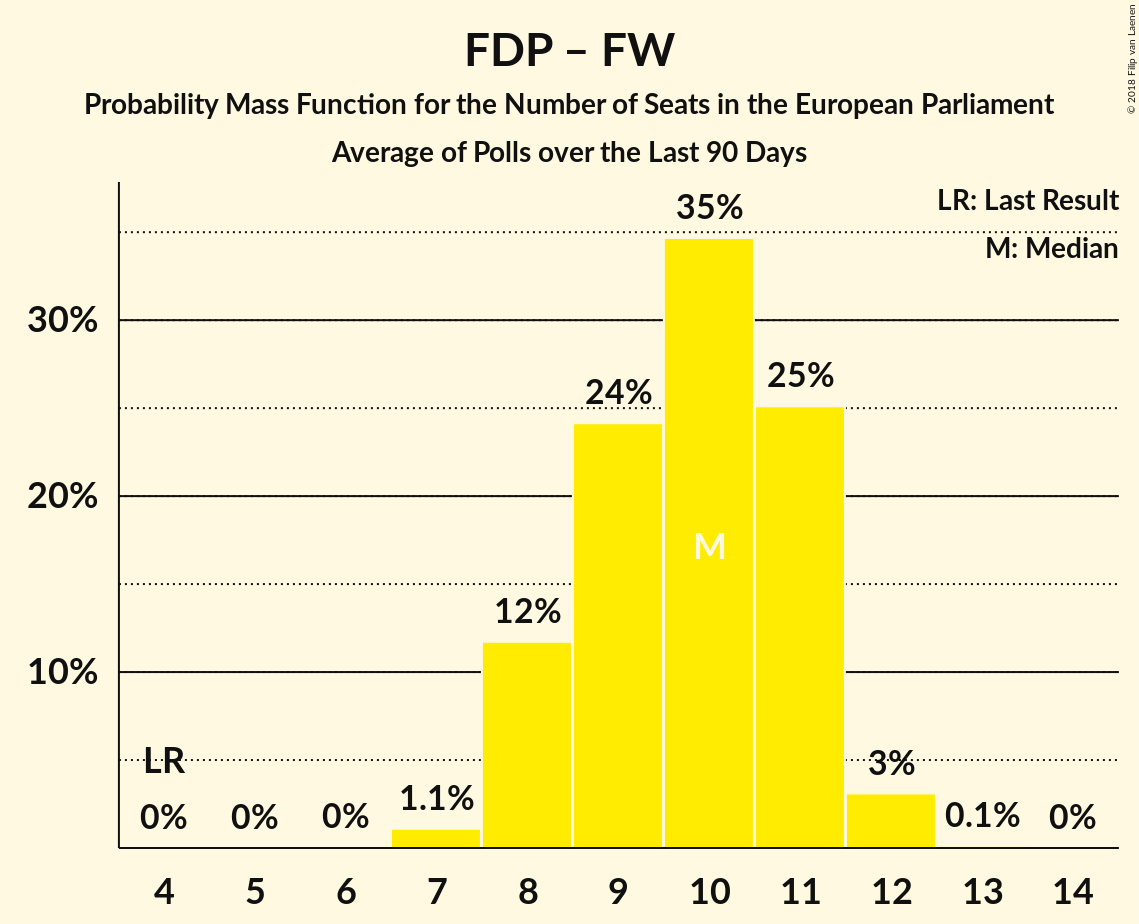 FDP – FW
Probability Mass Function for the Number of Seats in the European Parliament
Average of Polls over the Last 90 Days
© 2018 Filip van Laenen
LR: Last Result
M: Median
30%
20%
10%
LR
0%
0%
0%
1.1%
12%
24%
35%
M
25%
3%
0.1%
0%
4 5 6 7 8 9 10 11 12 13 14